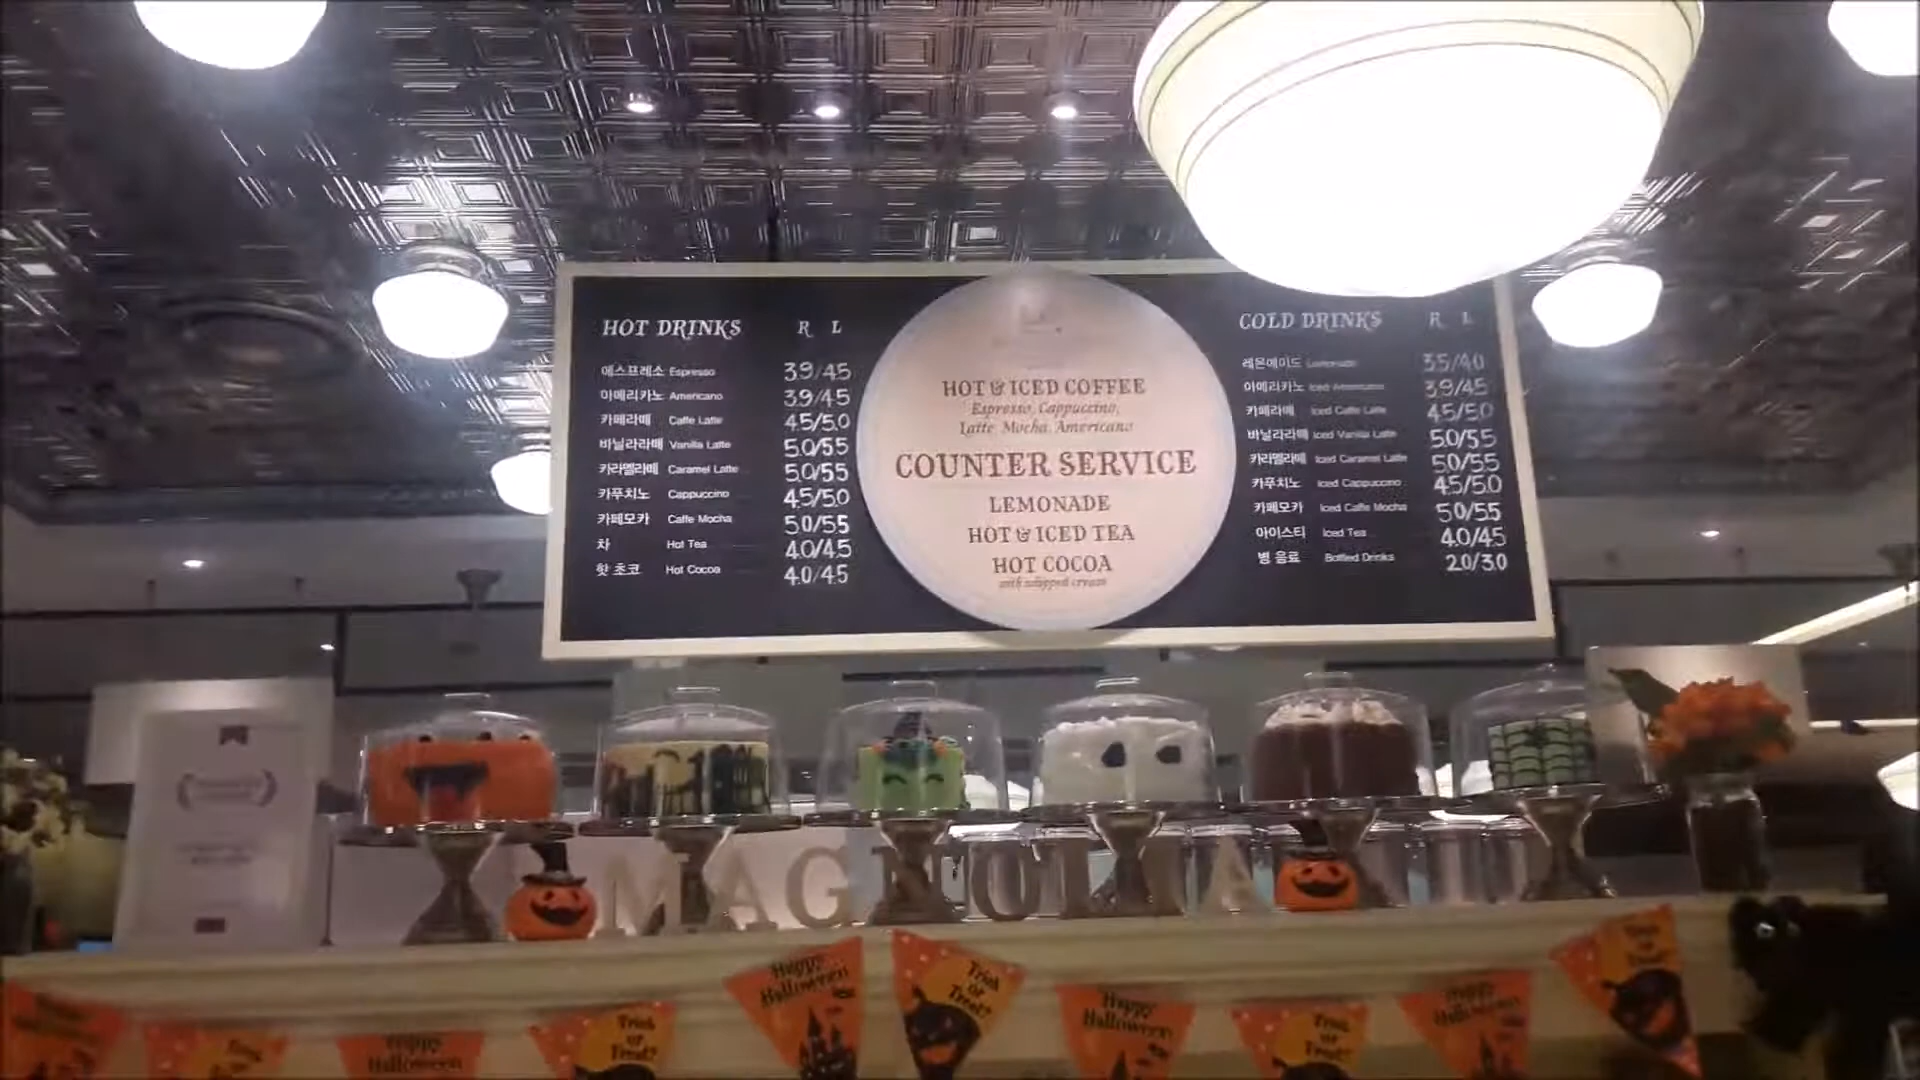 HOT DRINKS R L
에스프레소 Espresso 3.9/4.5
아메리카노 Americano 3.9/4.5
카페라떼 Caffe Latte 4.5/5.0
바닐라라떼 Vanilla Latte 5.0/5.5
카라멜라떼 Caramel Latte 5.0/5.5
카푸치노 Cappuccino 4.5/5.0
카페모카 Caffe Mocha 5.0/5.5
차 Hot Tea 4.0/4.5
핫 초코 Hot Cocoa 4.0/4.5
HOT & ICED COFFEE
Espresso, Cappuccino,
Latte, Mocha, Americano
COUNTER SERVICE
LEMONADE
HOT & ICED TEA
HOT COCOA
with whipped cream
COLD DRINKS R L
레몬에이드 Lemonade 3.5/4.0
아메리카노 Iced Americano 3.9/4.5
카페라떼 Iced Caffe Latte 4.5/5.0
바닐라라떼 Iced Vanilla Latte 5.0/5.5
카라멜라떼 Iced Caramel Latte 5.0/5.5
카푸치노 Iced Cappuccino 4.5/5.0
카페모카 Iced Caffe Mocha 5.0/5.5
아이스티 Iced Tea 4.0/4.5
병 음료 Bottled Drinks 2.0/3.0
MAGNOLIA
Happy
Halloween
Trick
or
Treat?
Happy
Halloween
Trick
or
Treat?
Happy
Halloween
Trick
or
Treat?
Happy
Halloween
Trick
or
Treat?